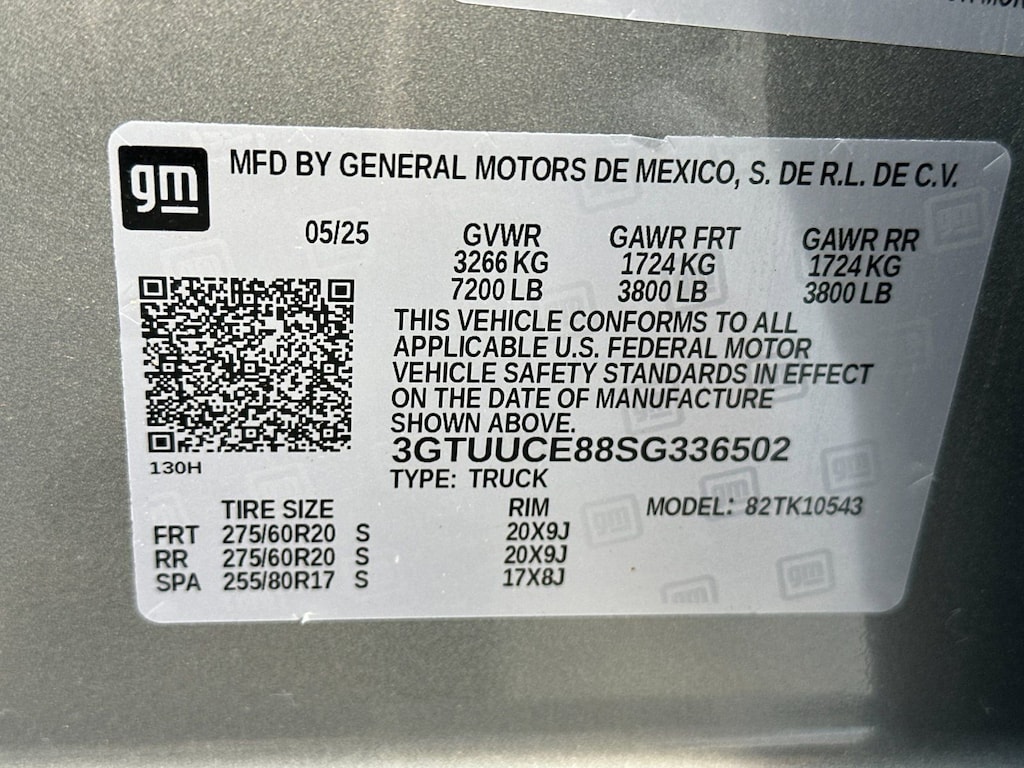 gm
MFD BY GENERAL MOTORS DE MEXICO, S. DE R.L. DE C.V.
05/25 GVWR GAWR FRT GAWR RR
3266 KG 1724 KG 1724 KG
7200 LB 3800 LB 3800 LB
THIS VEHICLE CONFORMS TO ALL
APPLICABLE U.S. FEDERAL MOTOR
VEHICLE SAFETY STANDARDS IN EFFECT
ON THE DATE OF MANUFACTURE
SHOWN ABOVE.
3GTUUCE88SG336502
130H
TYPE: TRUCK
TIRE SIZE RIM MODEL: 82TK10543
FRT 275/60R20 S 20X9J
RR 275/60R20 S 20X9J
SPA 255/80R17 S 17X8J